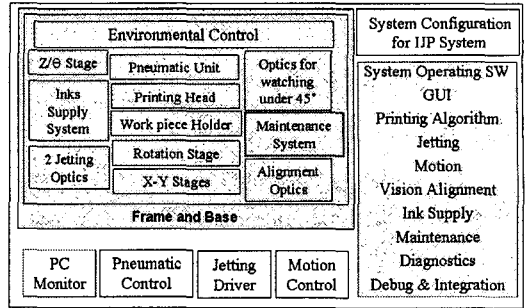 Environmental Control
Z/Θ Stage
Inks
Supply
System
2 Jetting
Optics
Pneumatic Unit
Printing Head
Work piece Holder
Rotation Stage
X-Y Stages
Optics for
watching
under 45°
Maintenance
System
Alignment
Optics
Frame and Base
PC
Monitor
Pneumatic
Control
Jetting
Driver
Motion
Control
System Configuration
for IJP System
System Operating SW
GUI
Printing Algorithm
Jetting
Motion
Vision Alignment
Ink Supply
Maintenance
Diagnostics
Debug & Integration